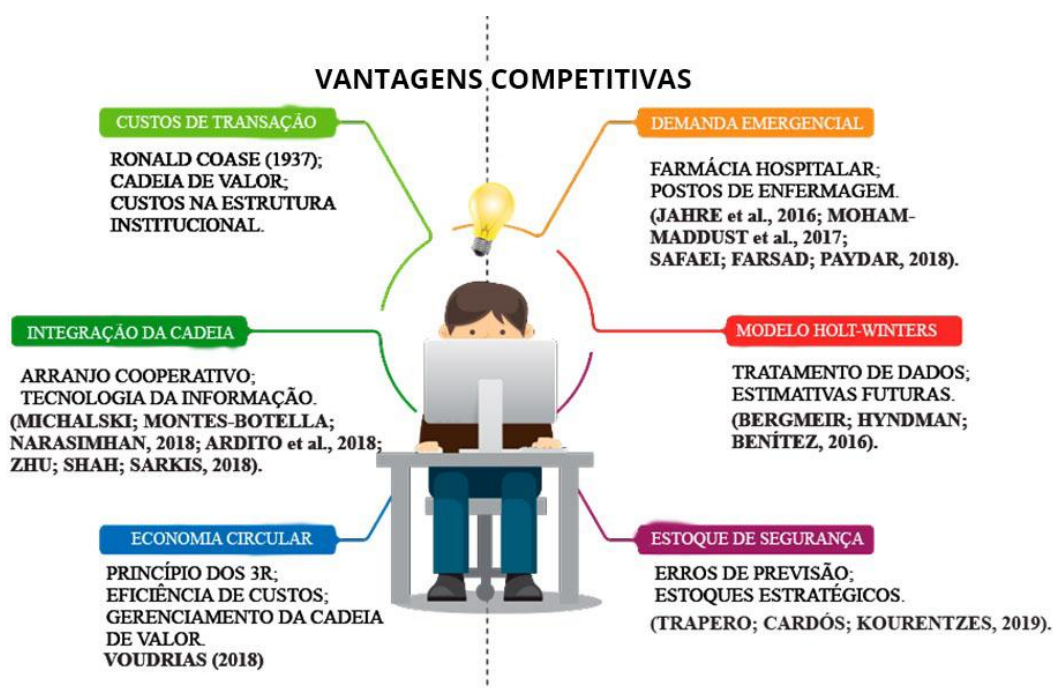 VANTAGENS COMPETITIVAS
CUSTOS DE TRANSAÇÃO
RONALD COASE (1937);
CADEIA DE VALOR;
CUSTOS NA ESTRUTURA
INSTITUCIONAL.
INTEGRAÇÃO DA CADEIA
ARRANJO COOPERATIVO;
TECNOLOGIA DA INFORMAÇÃO.
(MICHALSKI; MONTES-BOTELLA;
NARASIMHAN, 2018; ARDITO et al., 2018;
ZHU; SHAH; SARKIS, 2018).
ECONOMIA CIRCULAR
PRINCÍPIO DOS 3R;
EFICIÊNCIA DE CUSTOS;
GERENCIAMENTO DA CADEIA
DE VALOR.
VOUDRIAS (2018)
DEMANDA EMERGENCIAL
FARMÁCIA HOSPITALAR;
POSTOS DE ENFERMAGEM.
(JAHRE et al., 2016; MOHAM-
MADDUST et al., 2017;
SAFAEI; FARSAD; PAYDAR, 2018).
MODELO HOLT-WINTERS
TRATAMENTO DE DADOS;
ESTIMATIVAS FUTURAS.
(BERGMEIR; HYNDMAN;
BENÍTEZ, 2016).
ESTOQUE DE SEGURANÇA
ERROS DE PREVISÃO;
ESTOQUES ESTRATÉGICOS.
(TRAPERO; CARDÓS; KOURENTZES, 2019).